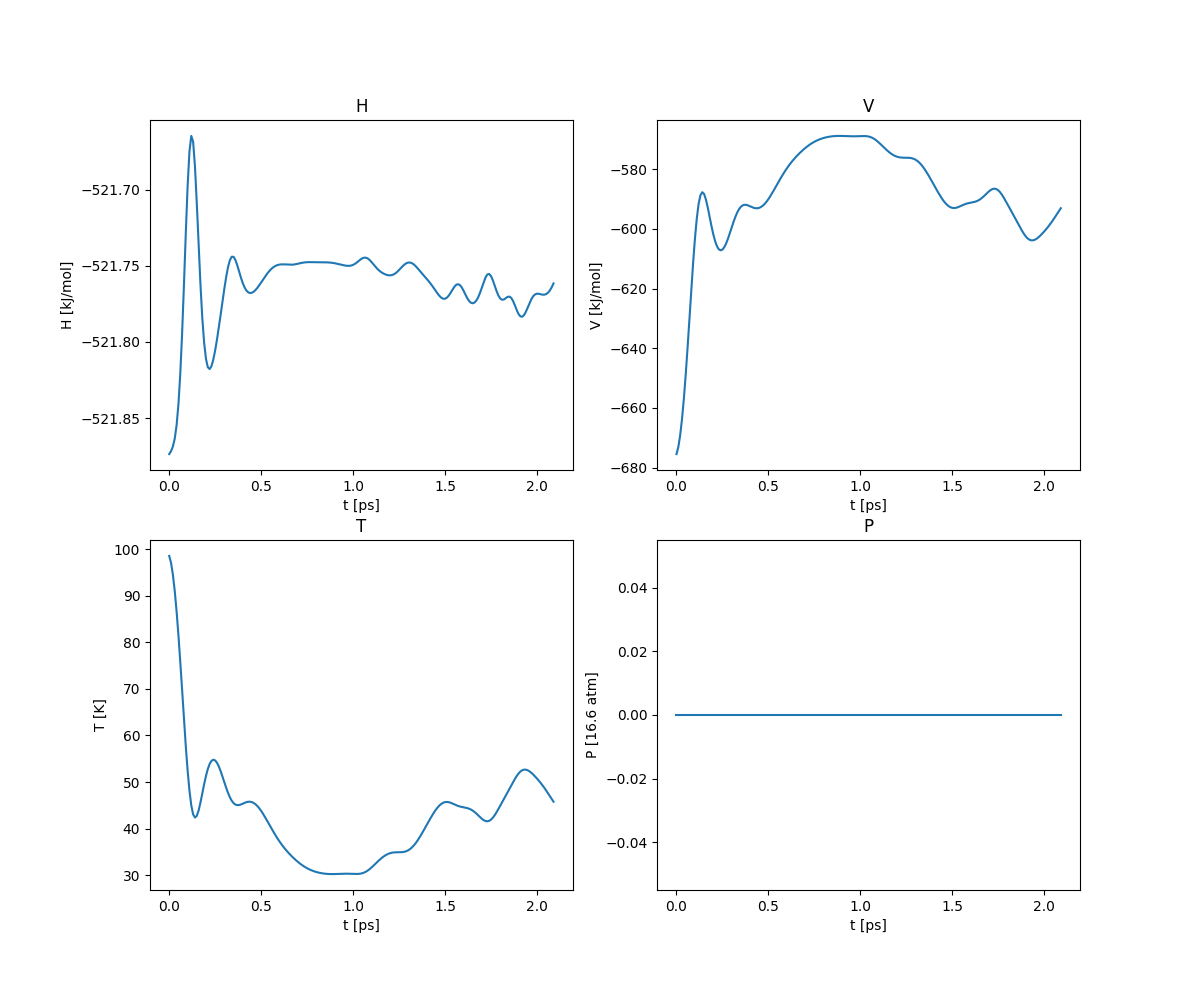 H
H [kJ/mol]
−521.70
−521.75
−521.80
−521.85
0.0 0.5 1.0 1.5 2.0
t [ps]
V
V [kJ/mol]
−580
−600
−620
−640
−660
−680
0.0 0.5 1.0 1.5 2.0
t [ps]
T
T [K]
100
90
80
70
60
50
40
30
0.0 0.5 1.0 1.5 2.0
t [ps]
P
P [16.6 atm]
0.04
0.02
0.00
−0.02
−0.04
0.0 0.5 1.0 1.5 2.0
t [ps]